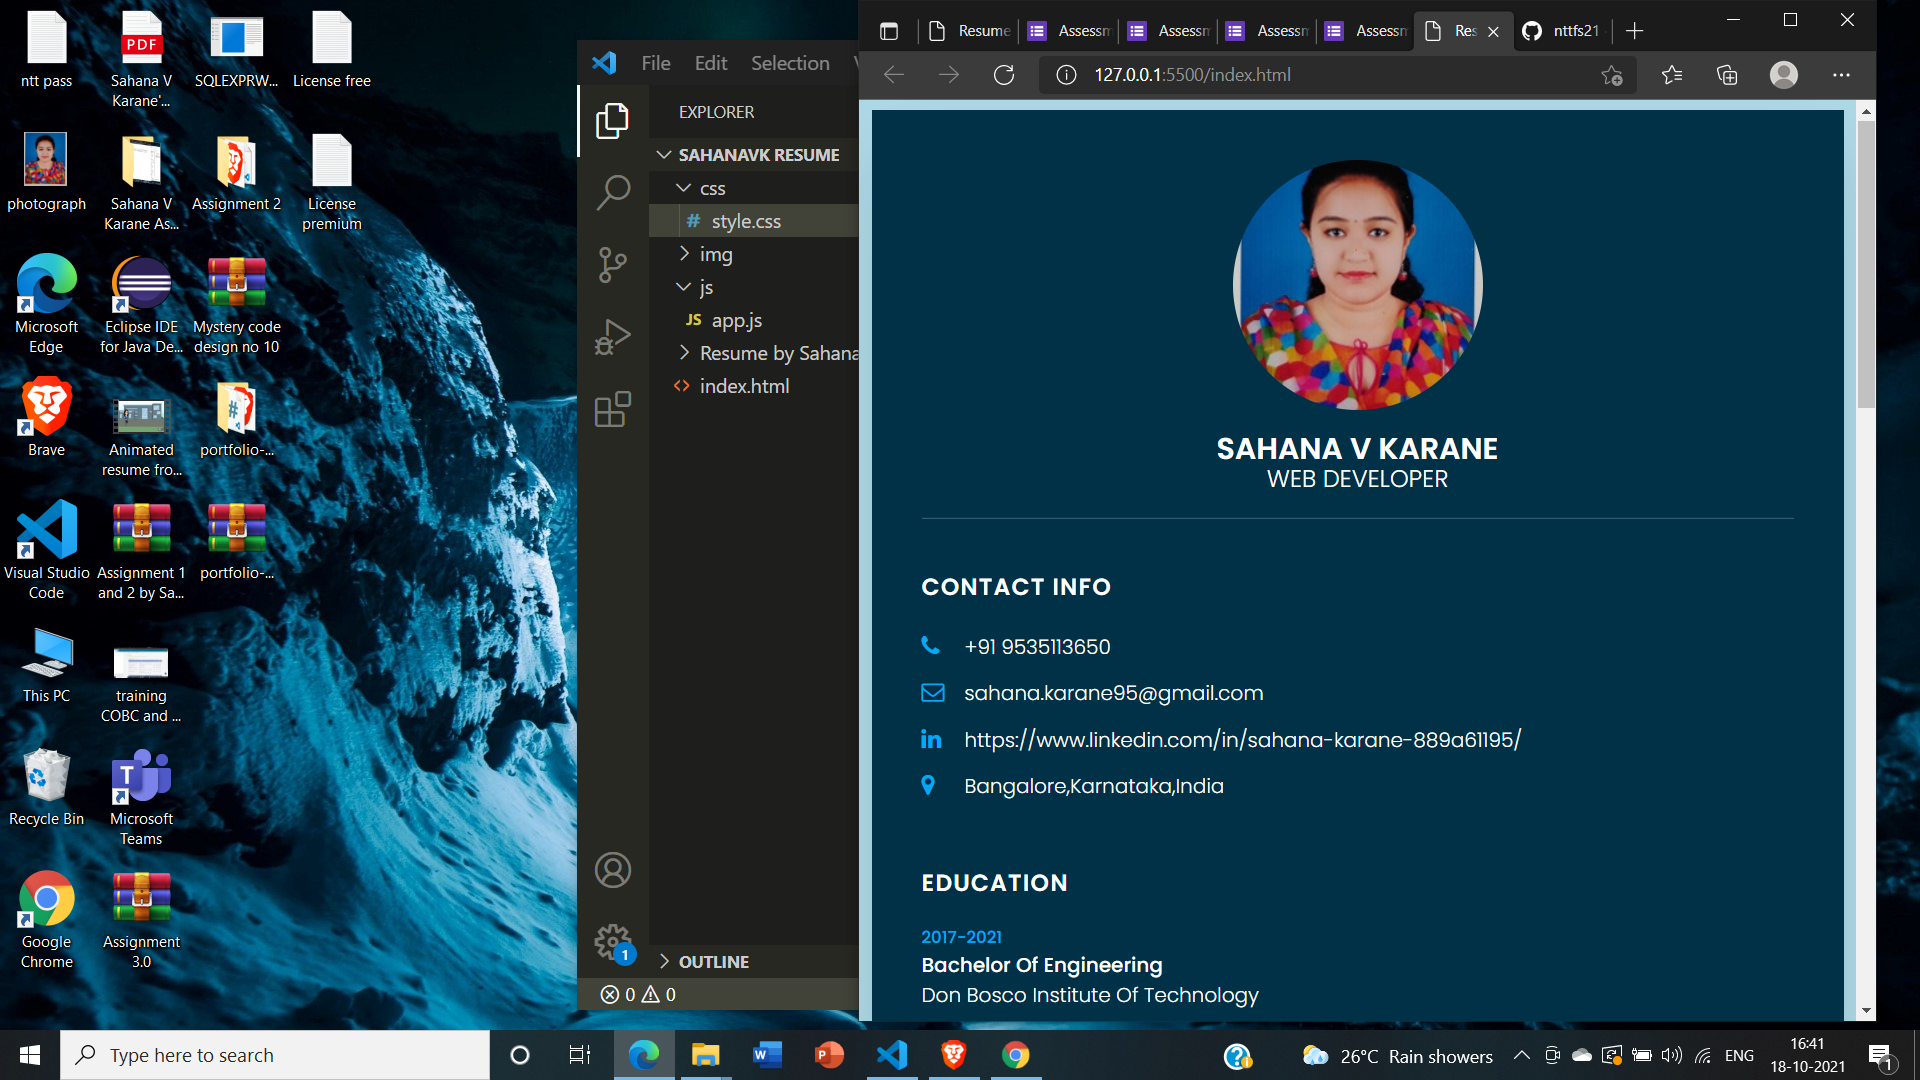 ntt pass
Sahana V
Karane'...
SQLEXPRW...
License free
photograph
Sahana V
Karane As...
Assignment 2
License
premium
Microsoft
Edge
Eclipse IDE
for Java De...
Mystery code
design no 10
Brave
Animated
resume fro...
portfolio-...
Visual Studio
Code
Assignment 1
and 2 by Sa...
portfolio-...
This PC
training
COBC and ...
Recycle Bin
Microsoft
Teams
Google
Chrome
Assignment
3.0
PDF
File Edit Selection
EXPLORER
SAHANAVK RESUME
css
# style.css
img
js
JS app.js
Resume by Sahana
<> index.html
OUTLINE
1
0 0
Resume
Assessm
Assessm
Assessm
Assessm
Res
nttfs21
127.0.0.1:5500/index.html
SAHANA V KARANE
WEB DEVELOPER
CONTACT INFO
+91 9535113650
sahana.karane95@gmail.com
https://www.linkedin.com/in/sahana-karane-889a61195/
Bangalore,Karnataka,India
EDUCATION
2017-2021
Bachelor Of Engineering
Don Bosco Institute Of Technology
Type here to search
26°C Rain showers
ENG
16:41
18-10-2021
1